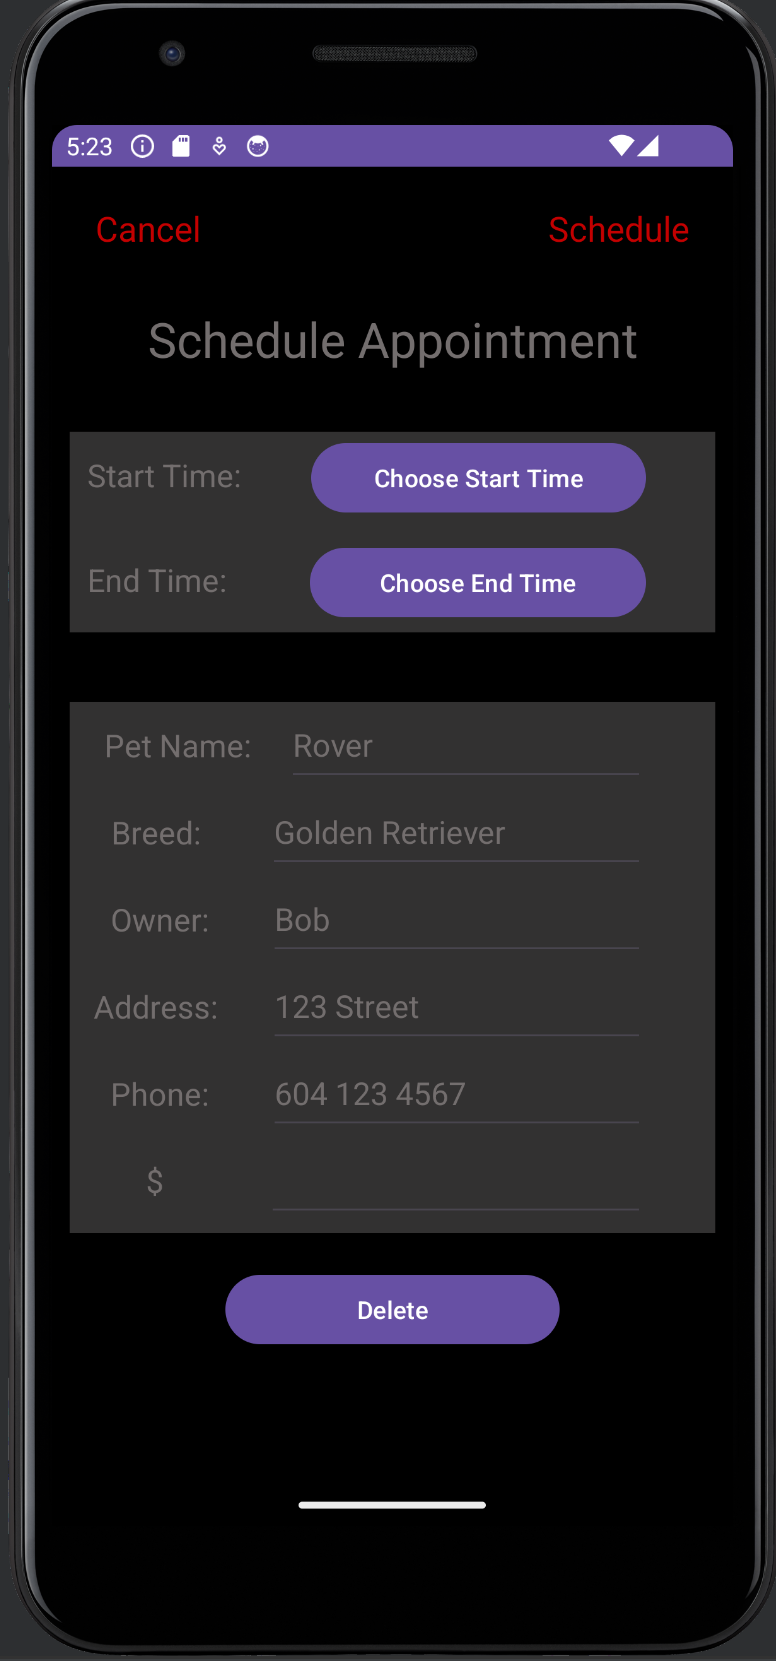 5:23
Cancel Schedule
Schedule Appointment
Start Time: Choose Start Time
End Time: Choose End Time
Pet Name: Rover
Breed: Golden Retriever
Owner: Bob
Address: 123 Street
Phone: 604 123 4567
$
Delete